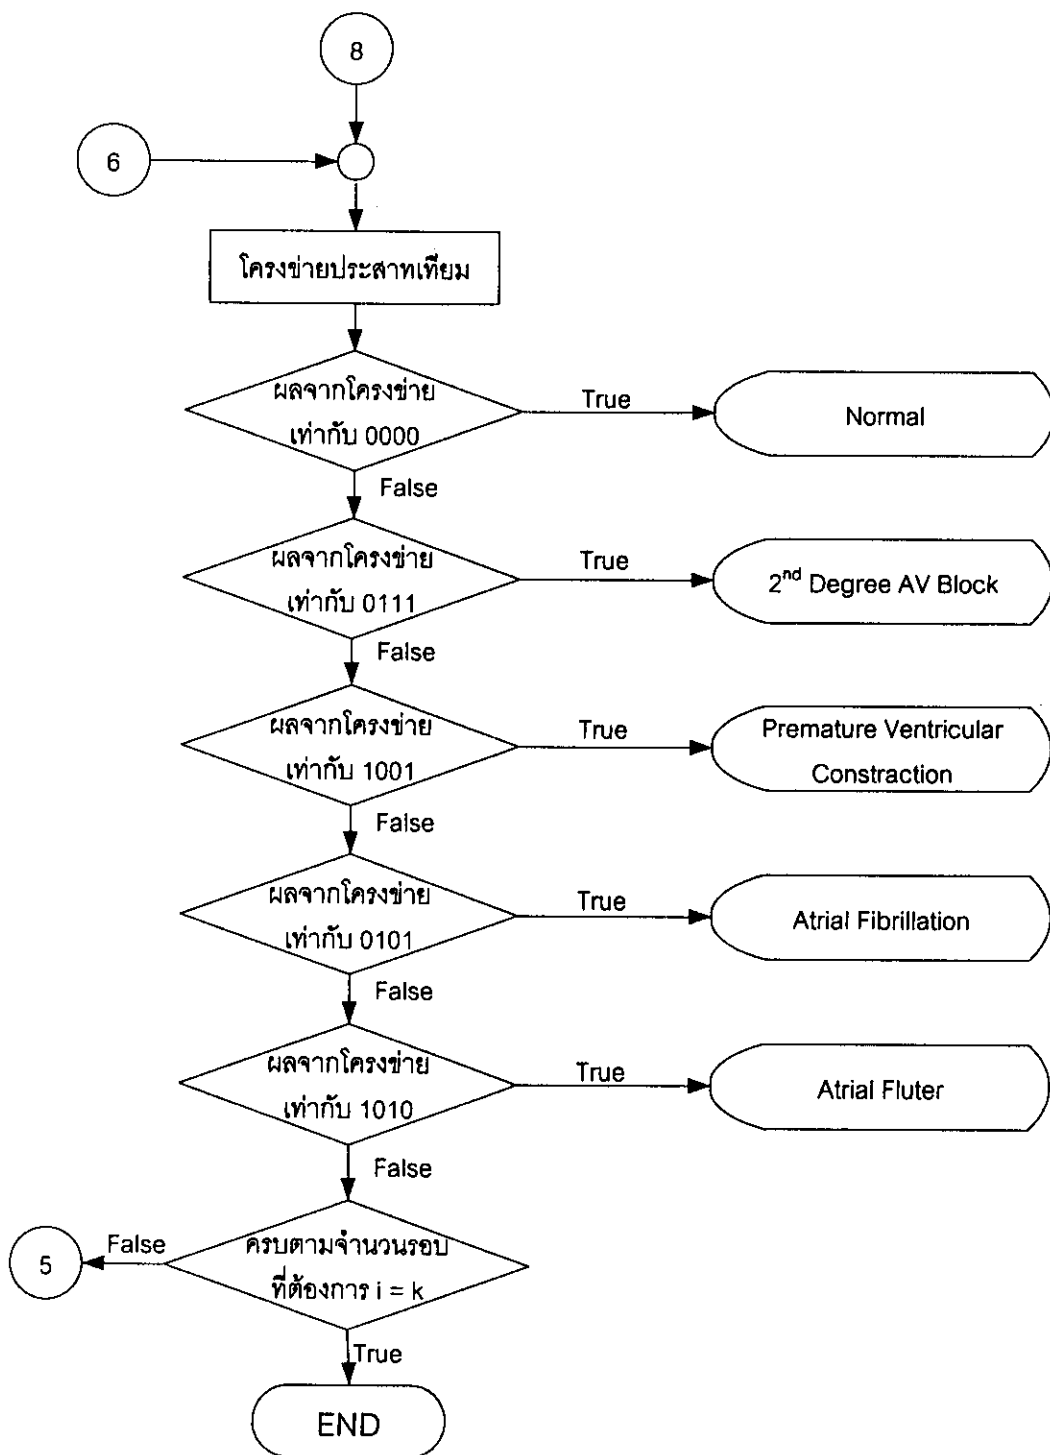 8
6
โครงข่ายประสาทเทียม
ผลจากโครงข่าย
เท่ากับ 0000
True
Normal
False
ผลจากโครงข่าย
เท่ากับ 0111
True
2nd Degree AV Block
False
ผลจากโครงข่าย
เท่ากับ 1001
True
Premature Ventricular
Constraction
False
ผลจากโครงข่าย
เท่ากับ 0101
True
Atrial Fibrillation
False
ผลจากโครงข่าย
เท่ากับ 1010
True
Atrial Fluter
False
ครบตามจำนวนรอบ
ที่ต้องการ i = k
False
5
True
END